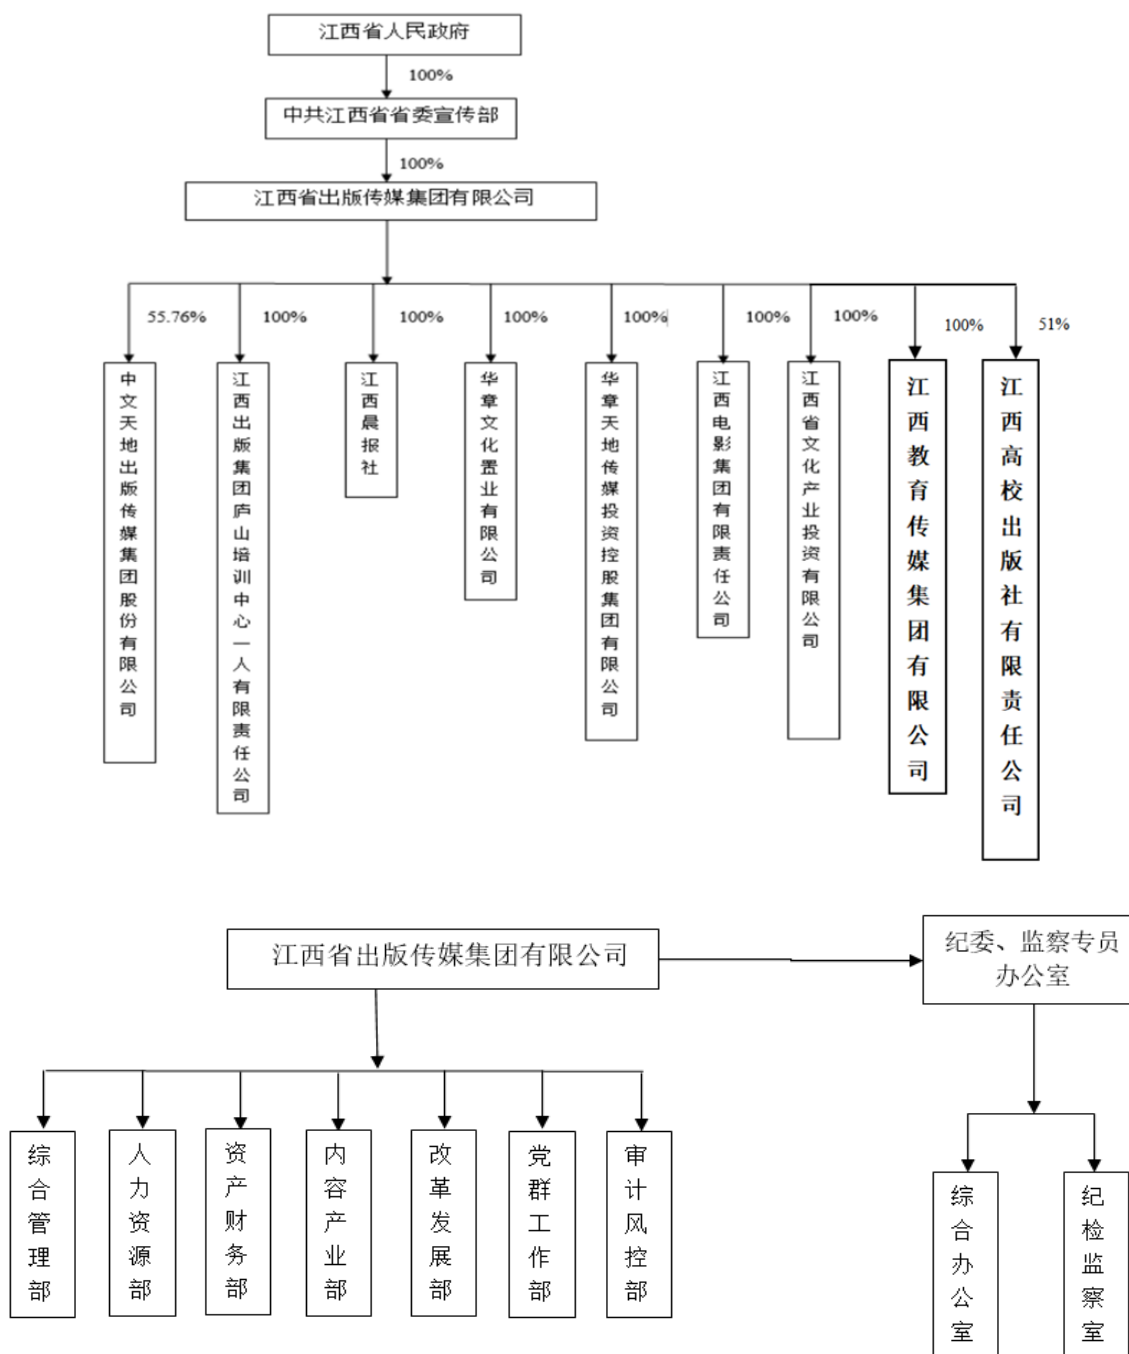 江西省人民政府
100%
中共江西省省委宣传部
100%
江西省出版传媒集团有限公司
55.76%
100%
100%
100%
100%
100%
100%
100%
51%
中文天地出版传媒集团股份有限公司
江西出版集团庐山培训中心一人有限责任公司
江西晨报社
华章文化置业有限公司
华章天地传媒投资控股集团有限公司
江西电影集团有限责任公司
江西省文化产业投资有限公司
江西教育传媒集团有限公司
江西高校出版社有限责任公司
江西省出版传媒集团有限公司
纪委、监察专员
办公室
综合管理部
人力资源部
资产财务部
内容产业部
改革发展部
党群工作部
审计风控部
综合办公室
纪检监察室